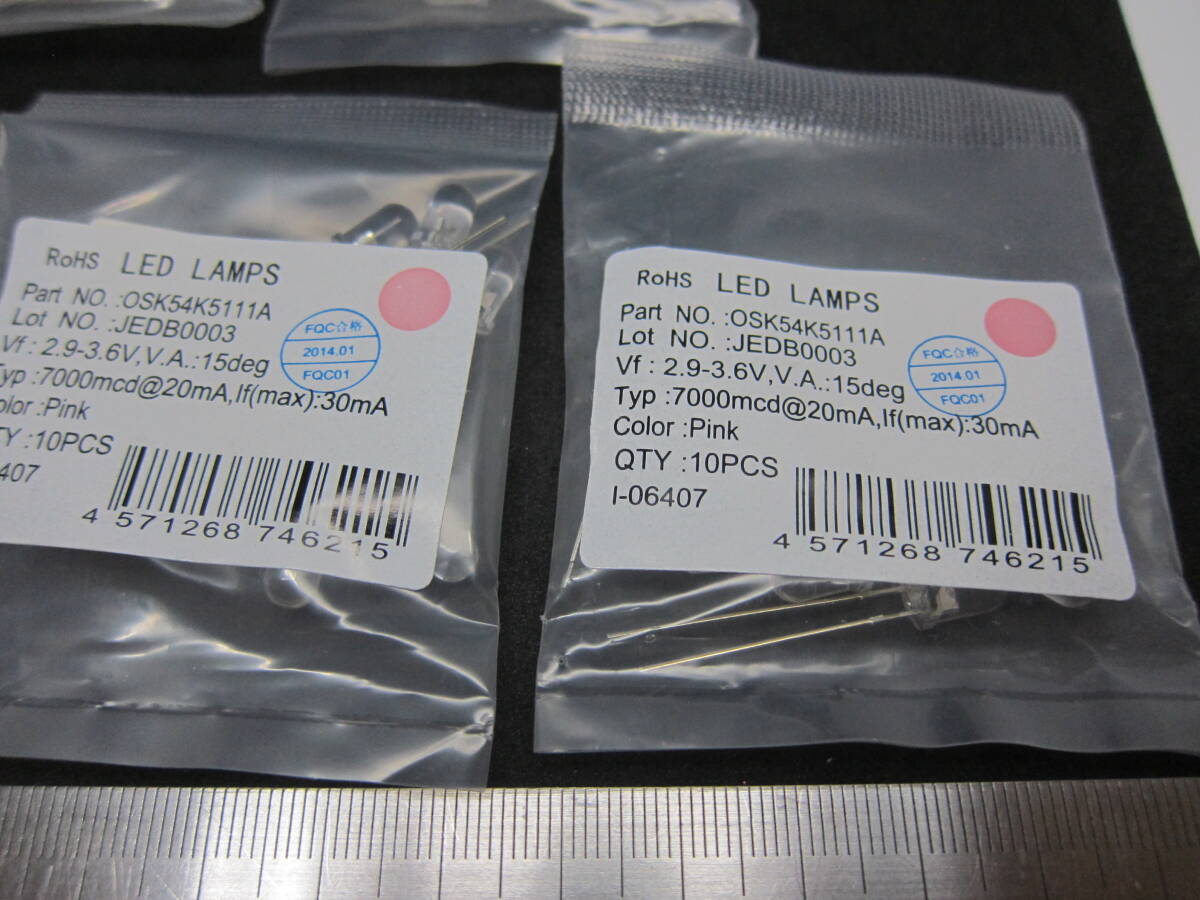 RoHS LED LAMPS
Part NO. :OSK54K5111A
Lot NO. :JEDB0003
Vf : 2.9-3.6V,V.A.:15deg
Typ :7000mcd@20mA,If(max):30mA
Color :Pink
QTY :10PCS
407
4 571268 746215
FQC合格
2014.01
FQC01
RoHS LED LAMPS
Part NO. :OSK54K5111A
Lot NO. :JEDB0003
Vf : 2.9-3.6V,V.A.:15deg
Typ :7000mcd@20mA,If(max):30mA
Color :Pink
QTY :10PCS
I-06407
4 571268 746215
FQC合格
2014.01
FQC01